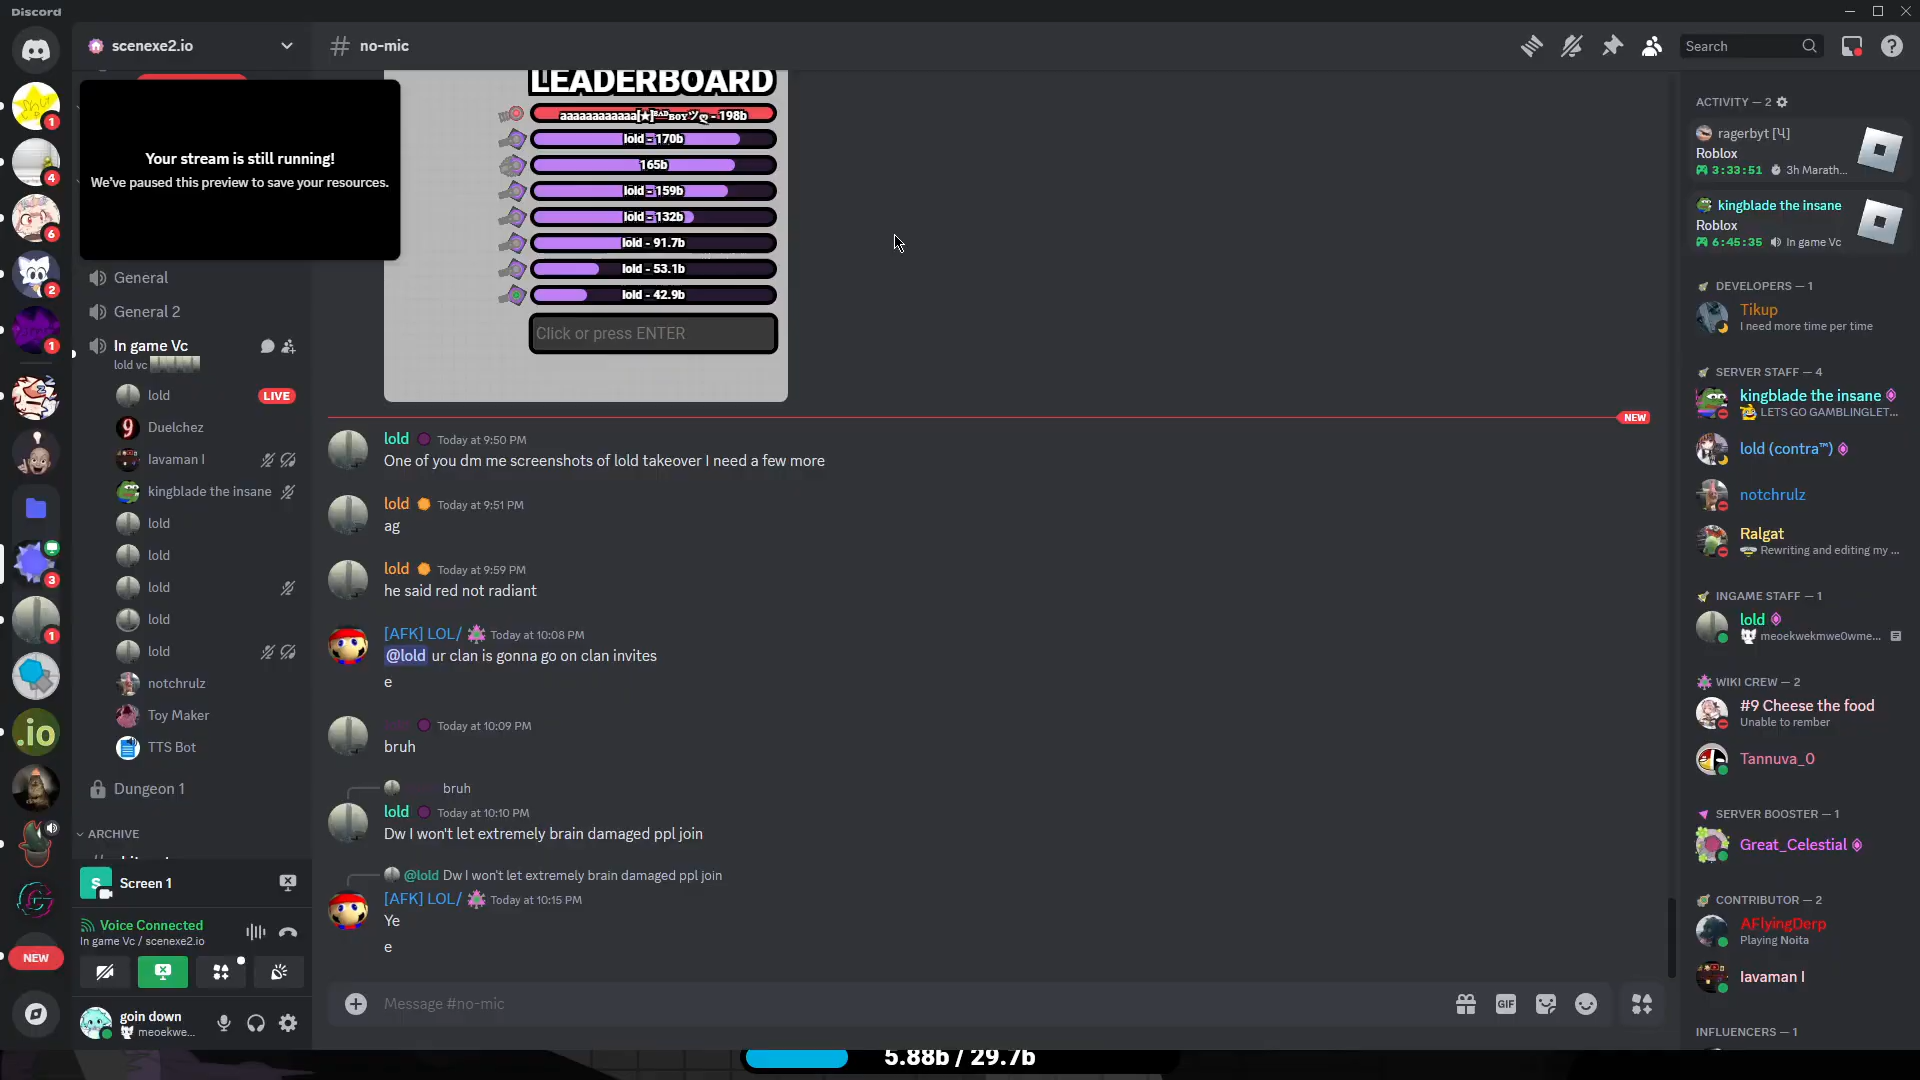 Discord
scenexe2.io
no-mic
Search
Your stream is still running!
We've paused this preview to save your resources.
General
General 2
In game Vc
lold vc
lold
LIVE
Duelchez
lavaman l
kingblade the insane
lold
lold
lold
lold
lold
notchrulz
Toy Maker
TTS Bot
Dungeon 1
ARCHIVE
Screen 1
Voice Connected
In game Vc / scenexe2.io
goin down
meoekwe...
1
4
6
2
1
3
1
.io
NEW
LEADERBOARD
lold - 170b
165b
lold - 159b
lold - 132b
lold - 91.7b
lold - 53.1b
lold - 42.9b
Click or press ENTER
NEW
lold Today at 9:50 PM
One of you dm me screenshots of lold takeover I need a few more
lold Today at 9:51 PM
ag
lold Today at 9:59 PM
he said red not radiant
[AFK] LOL/ Today at 10:08 PM
@lold ur clan is gonna go on clan invites
e
lold Today at 10:09 PM
bruh
bruh
lold Today at 10:10 PM
Dw I won't let extremely brain damaged ppl join
@lold Dw I won't let extremely brain damaged ppl join
[AFK] LOL/ Today at 10:15 PM
Ye
e
Message #no-mic
GIF
5.88b / 29.7b
ACTIVITY — 2
ragerbyt [Ҷ]
Roblox
3:33:51 3h Marath...
kingblade the insane
Roblox
6:45:35 In game Vc
DEVELOPERS — 1
Tikup
I need more time per time
SERVER STAFF — 4
kingblade the insane
LETS GO GAMBLINGLET...
lold (contra™)
notchrulz
Ralgat
Rewriting and editing my ...
INGAME STAFF — 1
lold
meoekwekmwe0wme...
WIKI CREW — 2
#9 Cheese the food
Unable to rember
Tannuva_0
SERVER BOOSTER — 1
Great_Celestial
CONTRIBUTOR — 2
AFlyingDerp
Playing Noita
lavaman l
INFLUENCERS — 1